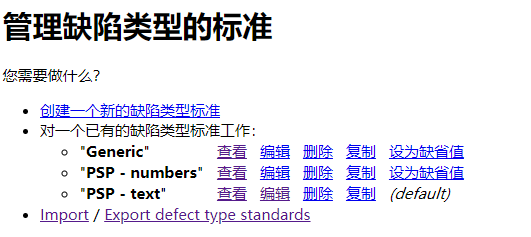 管理缺陷类型的标准
您需要做什么？
创建一个新的缺陷类型标准
对一个已有的缺陷类型标准工作：
"Generic" 查看 编辑 删除 复制 设为缺省值
"PSP - numbers" 查看 编辑 删除 复制 设为缺省值
"PSP - text" 查看 编辑 删除 复制 (default)
Import / Export defect type standards